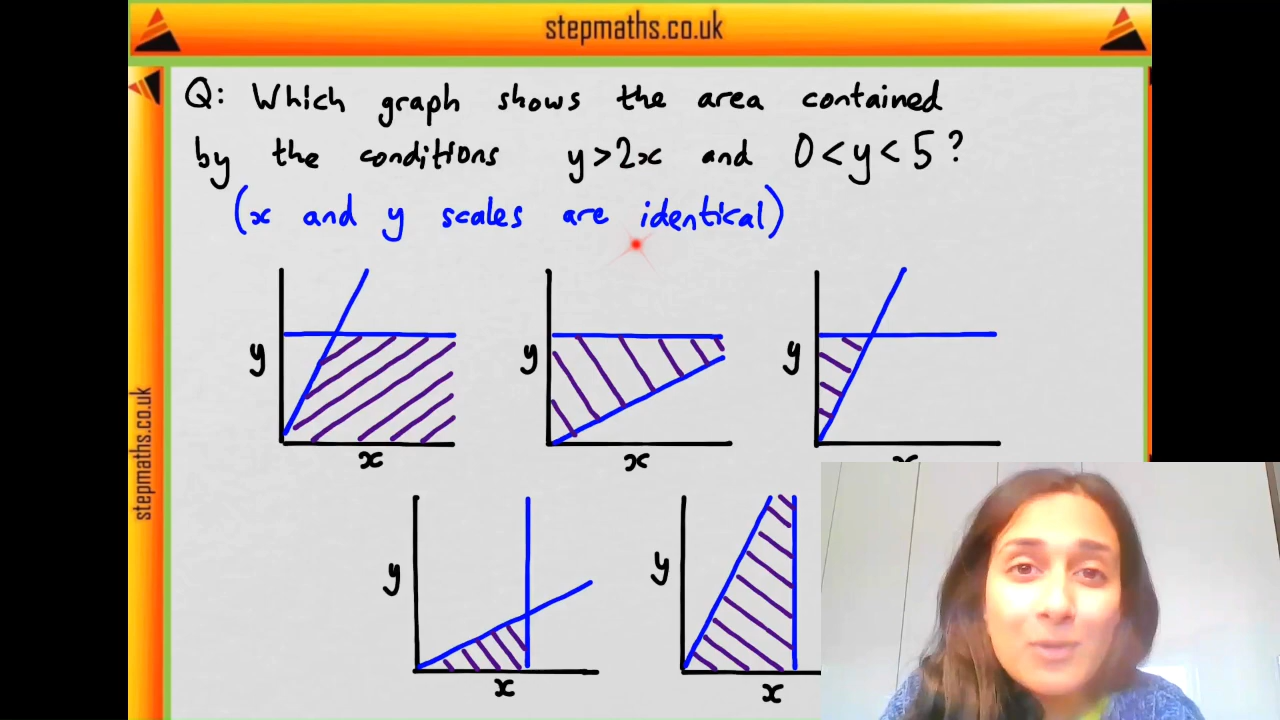 stepmaths.co.uk
Q: Which graph shows the area contained
by the conditions y>2x and 0<y<5?
(x and y scales are identical)
y
y
y
x
x
x
y
y
x
x
stepmaths.co.uk